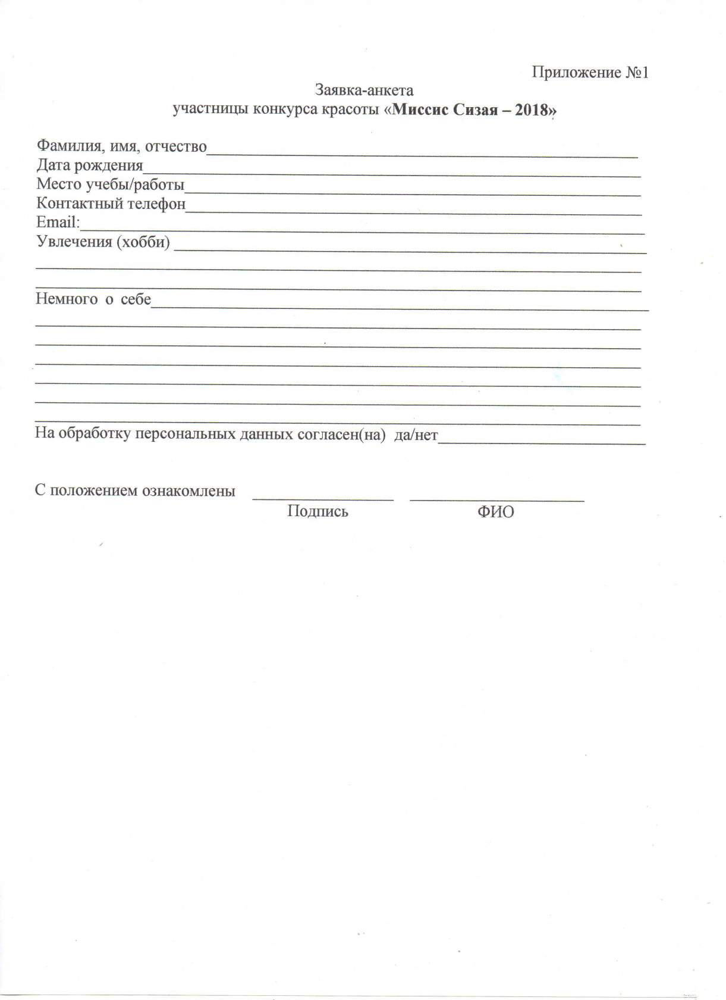 Приложение №1
Заявка-анкета
участницы конкурса красоты «Миссис Сизая – 2018»
Фамилия, имя, отчество
Дата рождения
Место учебы/работы
Контактный телефон
Email:
Увлечения (хобби)
Немного о себе
На обработку персональных данных согласен(на) да/нет
С положением ознакомлены
Подпись ФИО